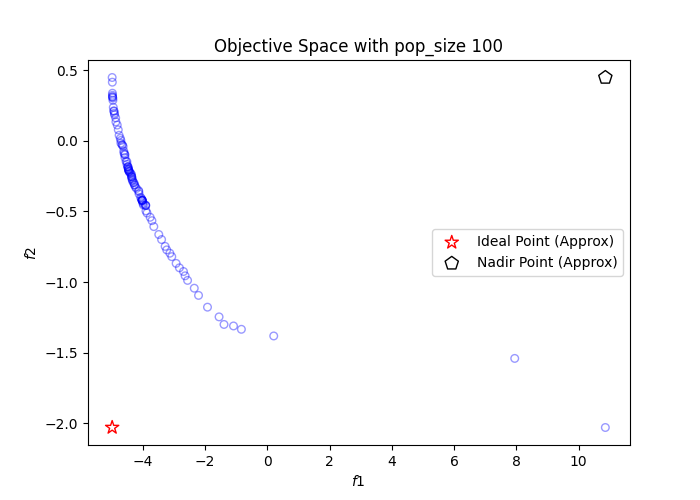 Objective Space with pop_size 100
0.5
0.0
−0.5
−1.0
−1.5
−2.0
f2
Ideal Point (Approx)
Nadir Point (Approx)
−4
−2
0
2
4
6
8
10
f1